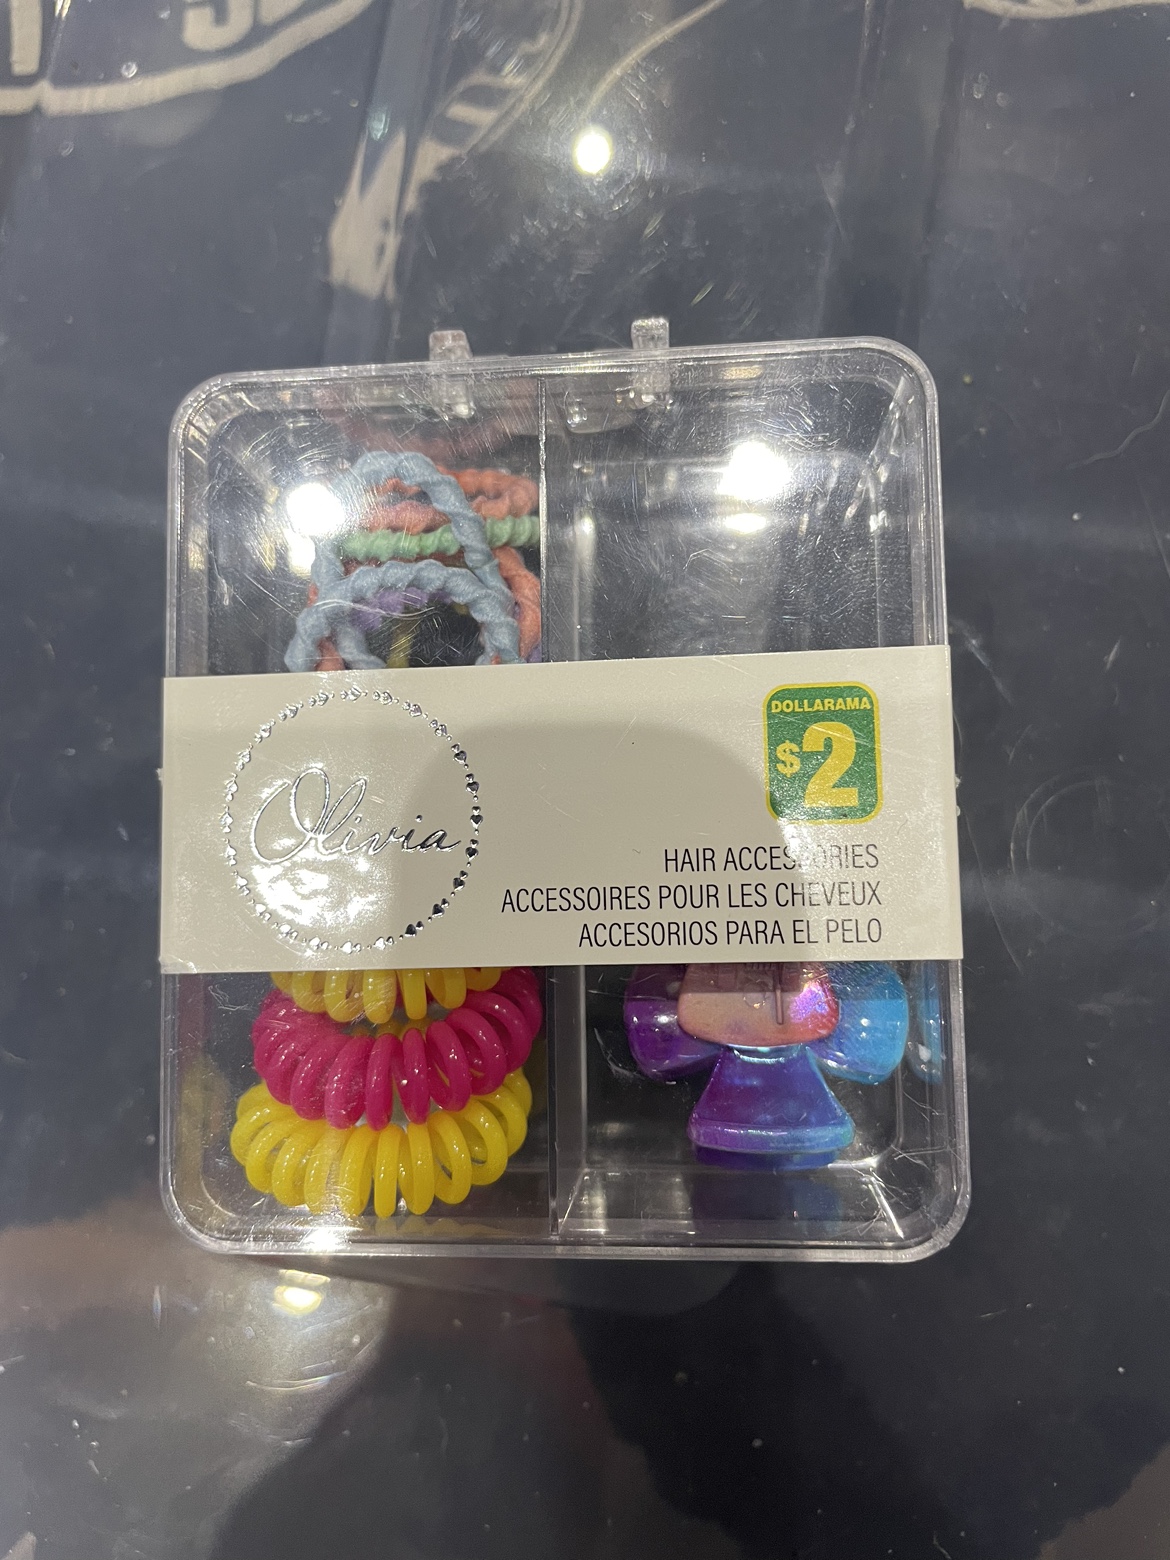 Olivia
DOLLARAMA
$2
HAIR ACCESSORIES
ACCESSOIRES POUR LES CHEVEUX
ACCESORIOS PARA EL PELO